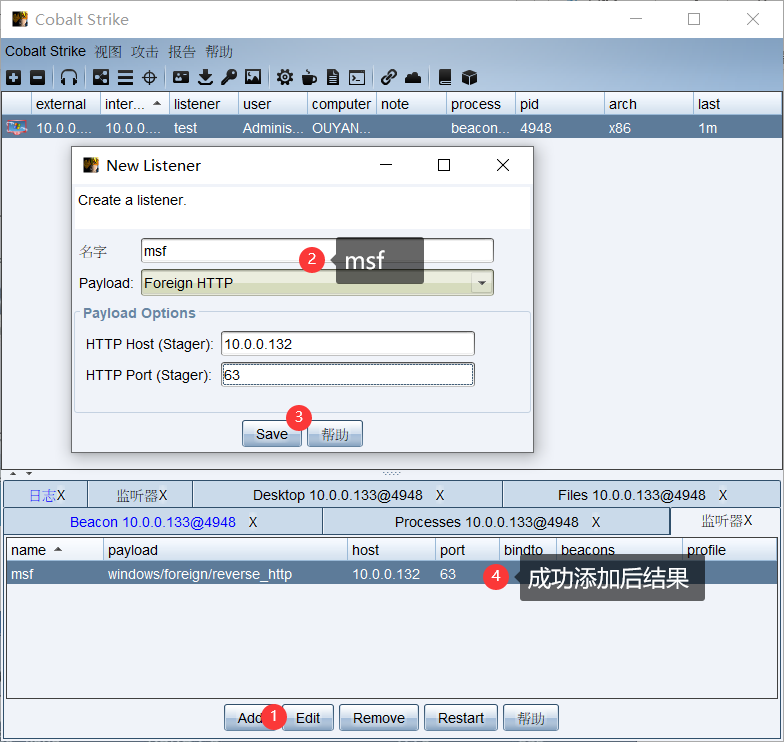 Cobalt Strike
Cobalt Strike 视图 攻击 报告 帮助
external inter... listener user computer note process pid arch last
10.0.0.... 10.0.0.... test Adminis... OUYAN... beacon... 4948 x86 1m
New Listener
Create a listener.
名字 msf
2 msf
Payload: Foreign HTTP
Payload Options
HTTP Host (Stager): 10.0.0.132
HTTP Port (Stager): 63
3
Save 帮助
日志X 监听器X Desktop 10.0.0.133@4948 X Files 10.0.0.133@4948 X
Beacon 10.0.0.133@4948 X Processes 10.0.0.133@4948 X 监听器X
name payload host port bindto beacons profile
msf windows/foreign/reverse_http 10.0.0.132 63
4 成功添加后结果
Add 1 Edit Remove Restart 帮助